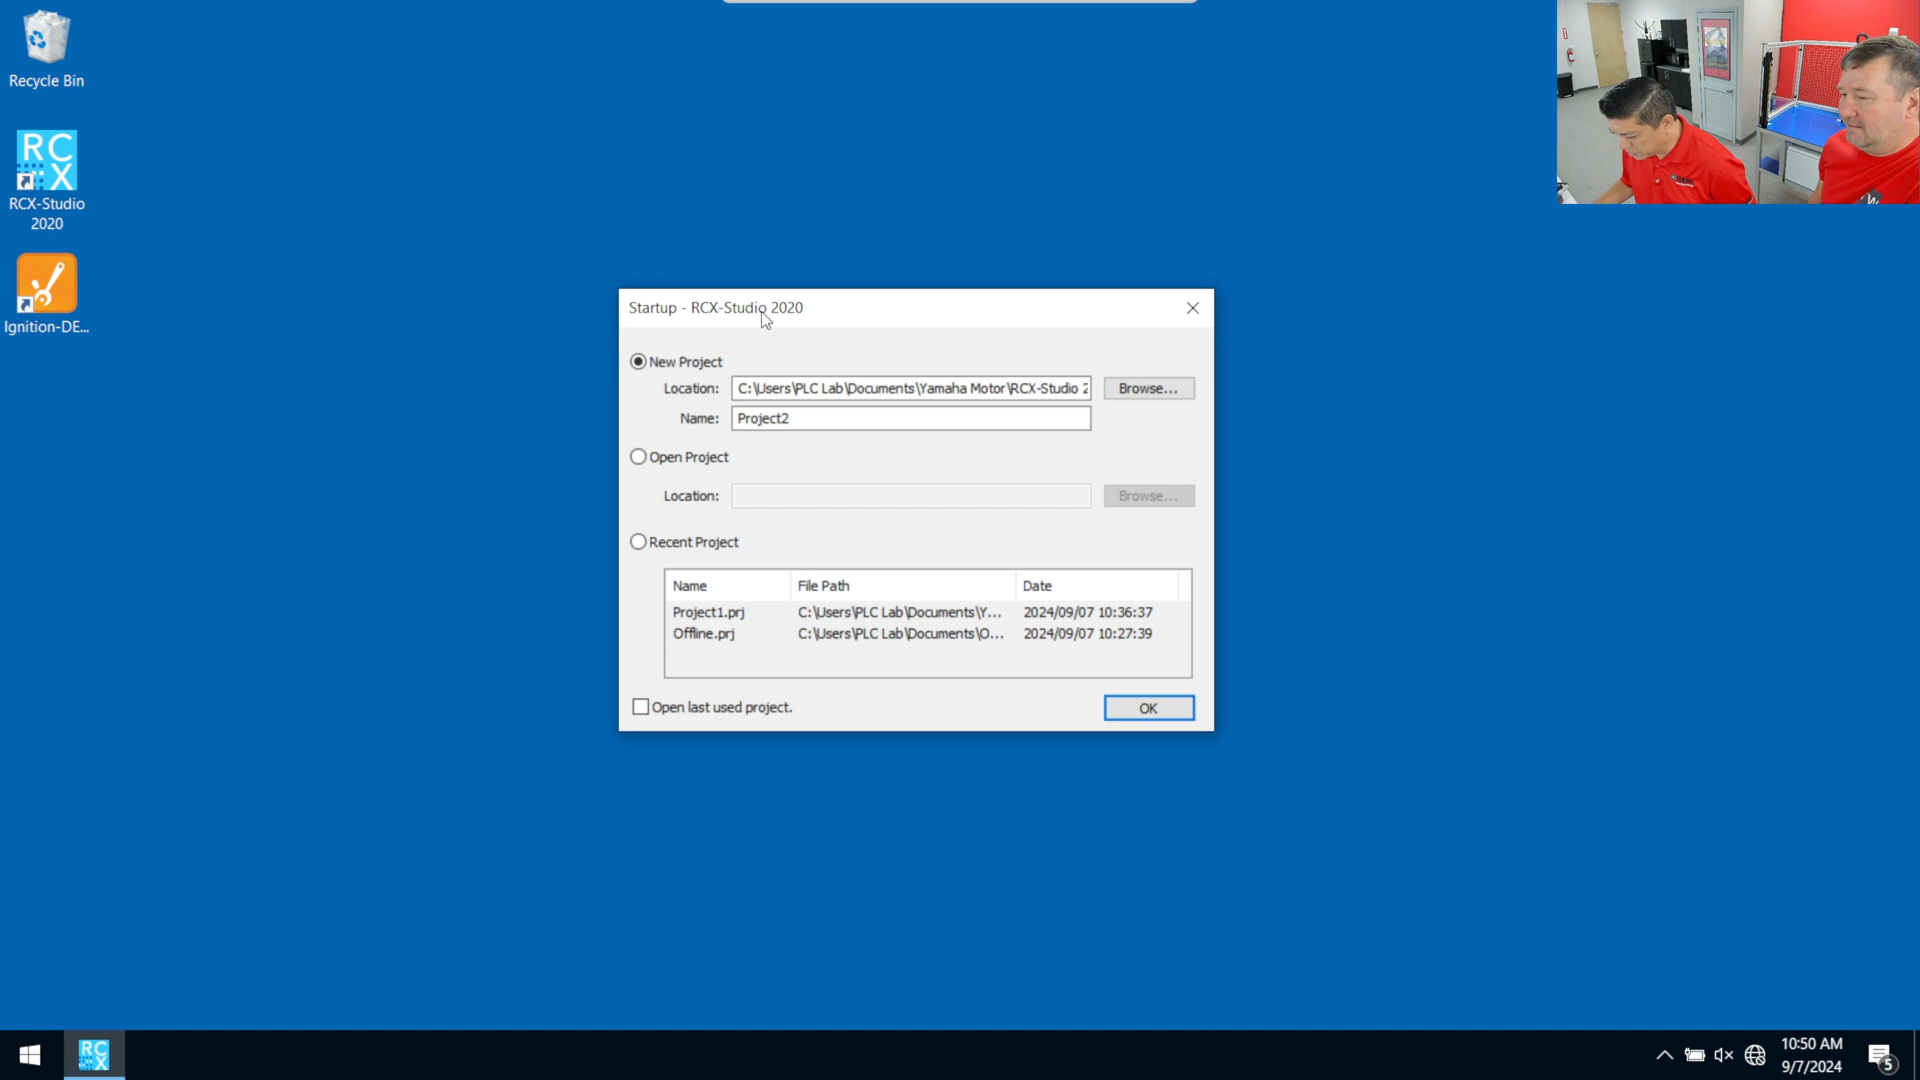 Recycle Bin
RC
X
RCX-Studio
2020
Ignition-DE...
Startup - RCX-Studio 2020
New Project
Location: C:\Users\PLC Lab\Documents\Yamaha Motor\RCX-Studio 2
Browse...
Name: Project2
Open Project
Location:
Browse...
Recent Project
Name File Path Date
Project1.prj C:\Users\PLC Lab\Documents\Y... 2024/09/07 10:36:37
Offline.prj C:\Users\PLC Lab\Documents\O... 2024/09/07 10:27:39
Open last used project.
OK
RC
X
10:50 AM
9/7/2024
5